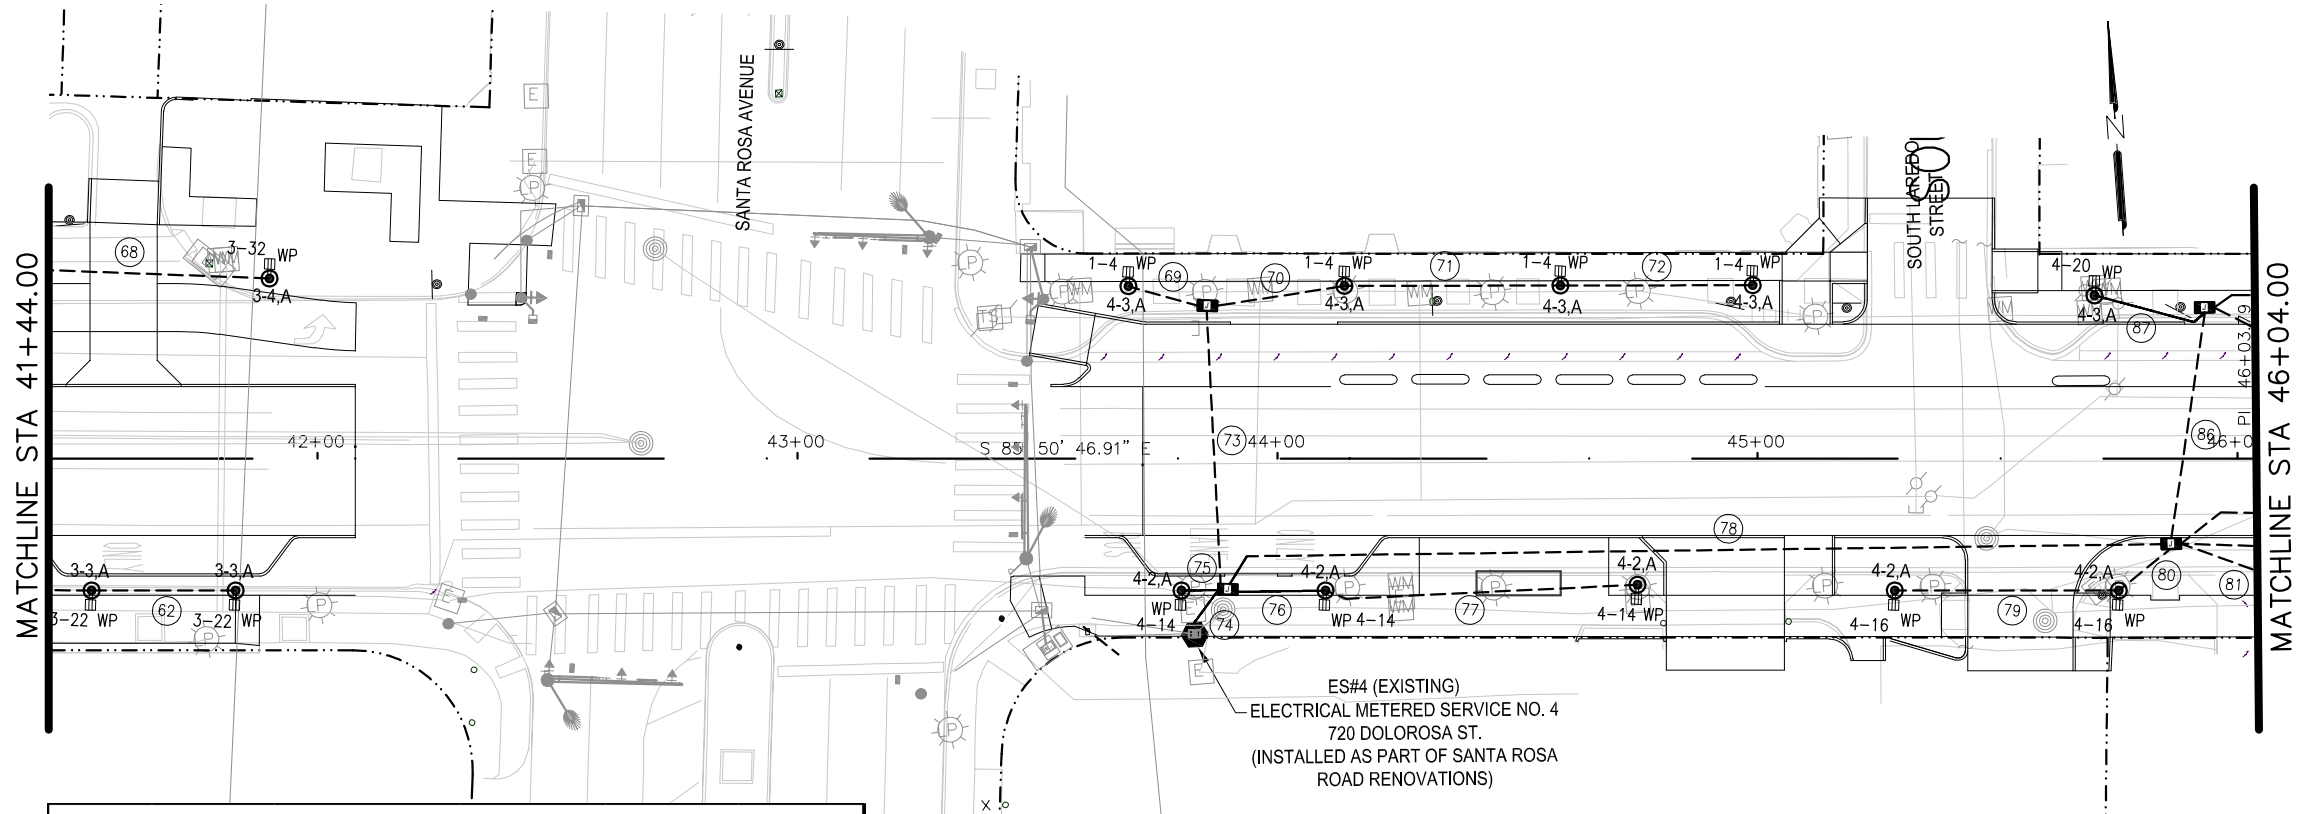 MATCHLINE STA 41+44.00
SANTA ROSA AVENUE
SOUTH LAREDO
STREET
N
MATCHLINE STA 46+04.00
E
E
P
68
3-32 WP
3-4,A
P
1-4 WP
69
70
1-4 WP
71
1-4 WP
72
1-4 WP
4-3,A
4-3,A
4-3,A
4-3,A
4-20
WP
4-3,A
87
PI 46+03.79
42+00
43+00
S 85° 50' 46.91" E
73
44+00
45+00
86
46+0
78
3-3,A
3-3,A
3-22 WP
62
3-22 WP
P
P
E
75
4-2,A
4-2,A
4-2,A
4-2,A
4-2,A
80
81
WP
4-14
74
76
WP 4-14
77
4-14 WP
4-16
WP
79
4-16
WP
E
P
ES#4 (EXISTING)
ELECTRICAL METERED SERVICE NO. 4
720 DOLOROSA ST.
(INSTALLED AS PART OF SANTA ROSA
ROAD RENOVATIONS)
X